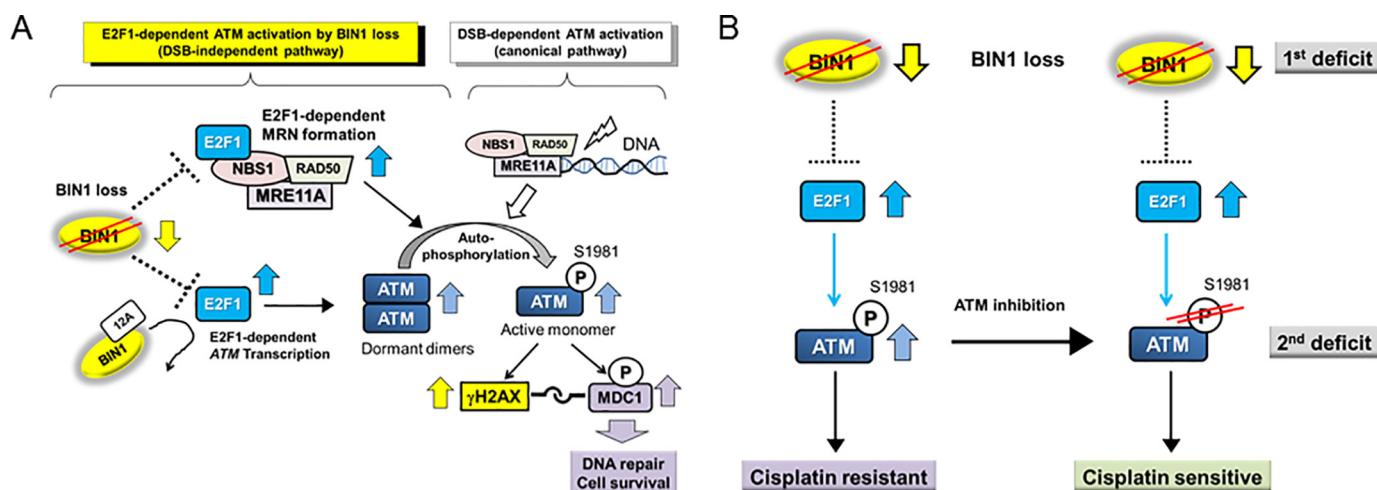 A
E2F1-dependent ATM activation by BIN1 loss
(DSB-independent pathway)
DSB-dependent ATM activation
(canonical pathway)
E2F1-dependent
MRN formation
E2F1
NBS1
RAD50
MRE11A
NBS1
RAD50
MRE11A
DNA
BIN1 loss
BIN1
Auto-
phosphorylation
S1981
P
ATM
ATM
Dormant dimers
ATM
Active monomer
E2F1
E2F1-dependent
ATM Transcription
12A
BIN1
γH2AX
P
MDC1
DNA repair
Cell survival
B
BIN1
BIN1 loss
BIN1
1st deficit
E2F1
E2F1
S1981
P
ATM
ATM inhibition
S1981
P
ATM
2nd deficit
Cisplatin resistant
Cisplatin sensitive